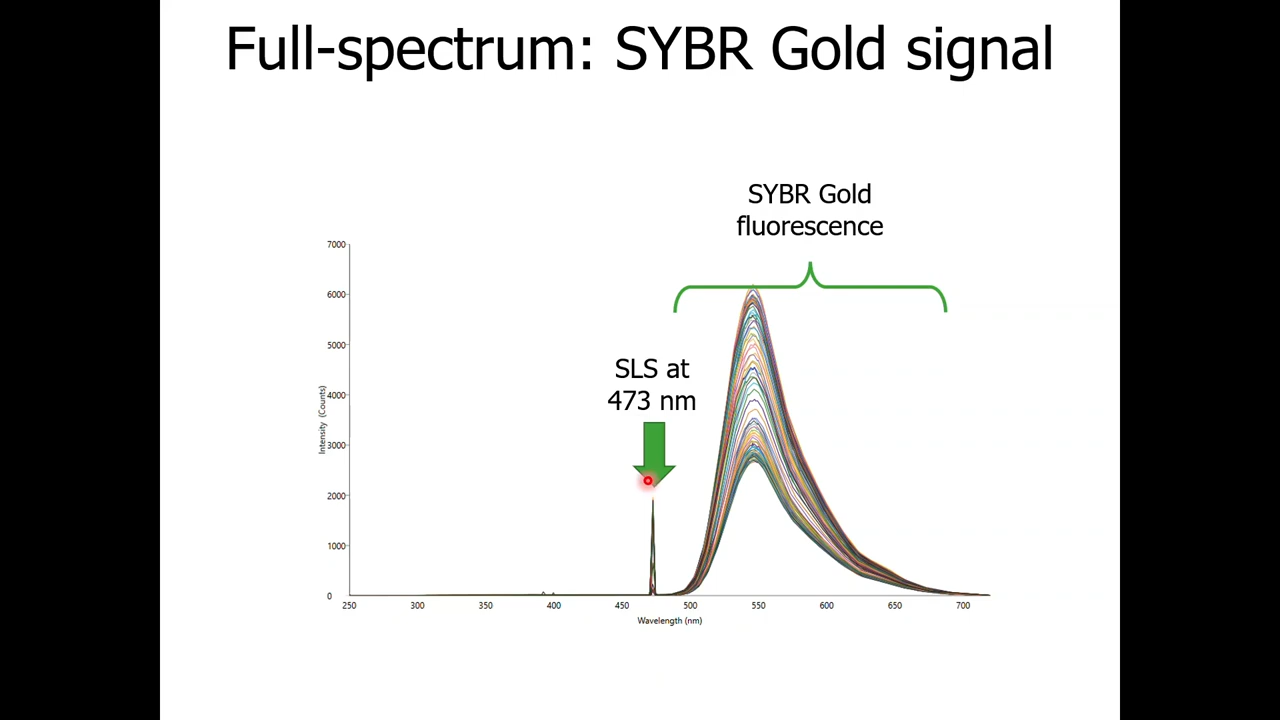 Full-spectrum: SYBR Gold signal
SYBR Gold
fluorescence
SLS at
473 nm
7000
6000
5000
4000
3000
2000
1000
0
Intensity (Counts)
250 300 350 400 450 500 550 600 650 700
Wavelength (nm)